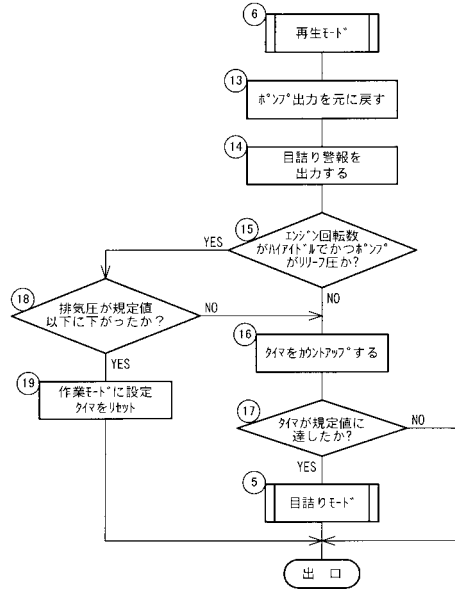 6
再生ﾓｰﾄﾞ
13
ﾎﾟﾝﾌﾟ出力を元に戻す
14
目詰り警報を
出力する
15
ｴﾝｼﾞﾝ回転数
がﾊｲｱｲﾄﾞﾙでかつﾎﾟﾝﾌﾟ
がﾘﾘｰﾌ圧か?
YES
NO
18
排気圧が規定値
以下に下がったか?
NO
YES
16
ﾀｲﾏをｶｳﾝﾄｱｯﾌﾟする
19
作業ﾓｰﾄﾞに設定
ﾀｲﾏをﾘｾｯﾄ
17
ﾀｲﾏが規定値に
達したか?
NO
YES
5
目詰りﾓｰﾄﾞ
出 口